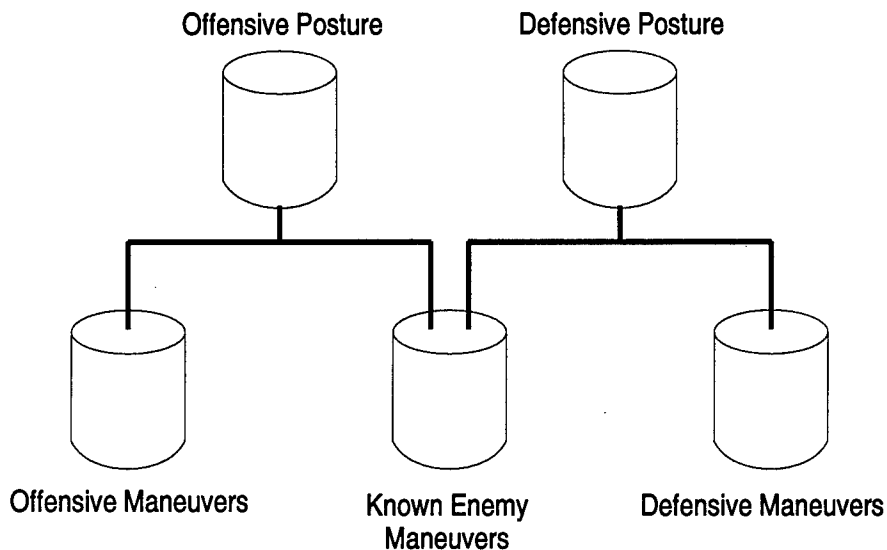 Offensive Posture
Defensive Posture
Offensive Maneuvers
Known Enemy
Maneuvers
Defensive Maneuvers